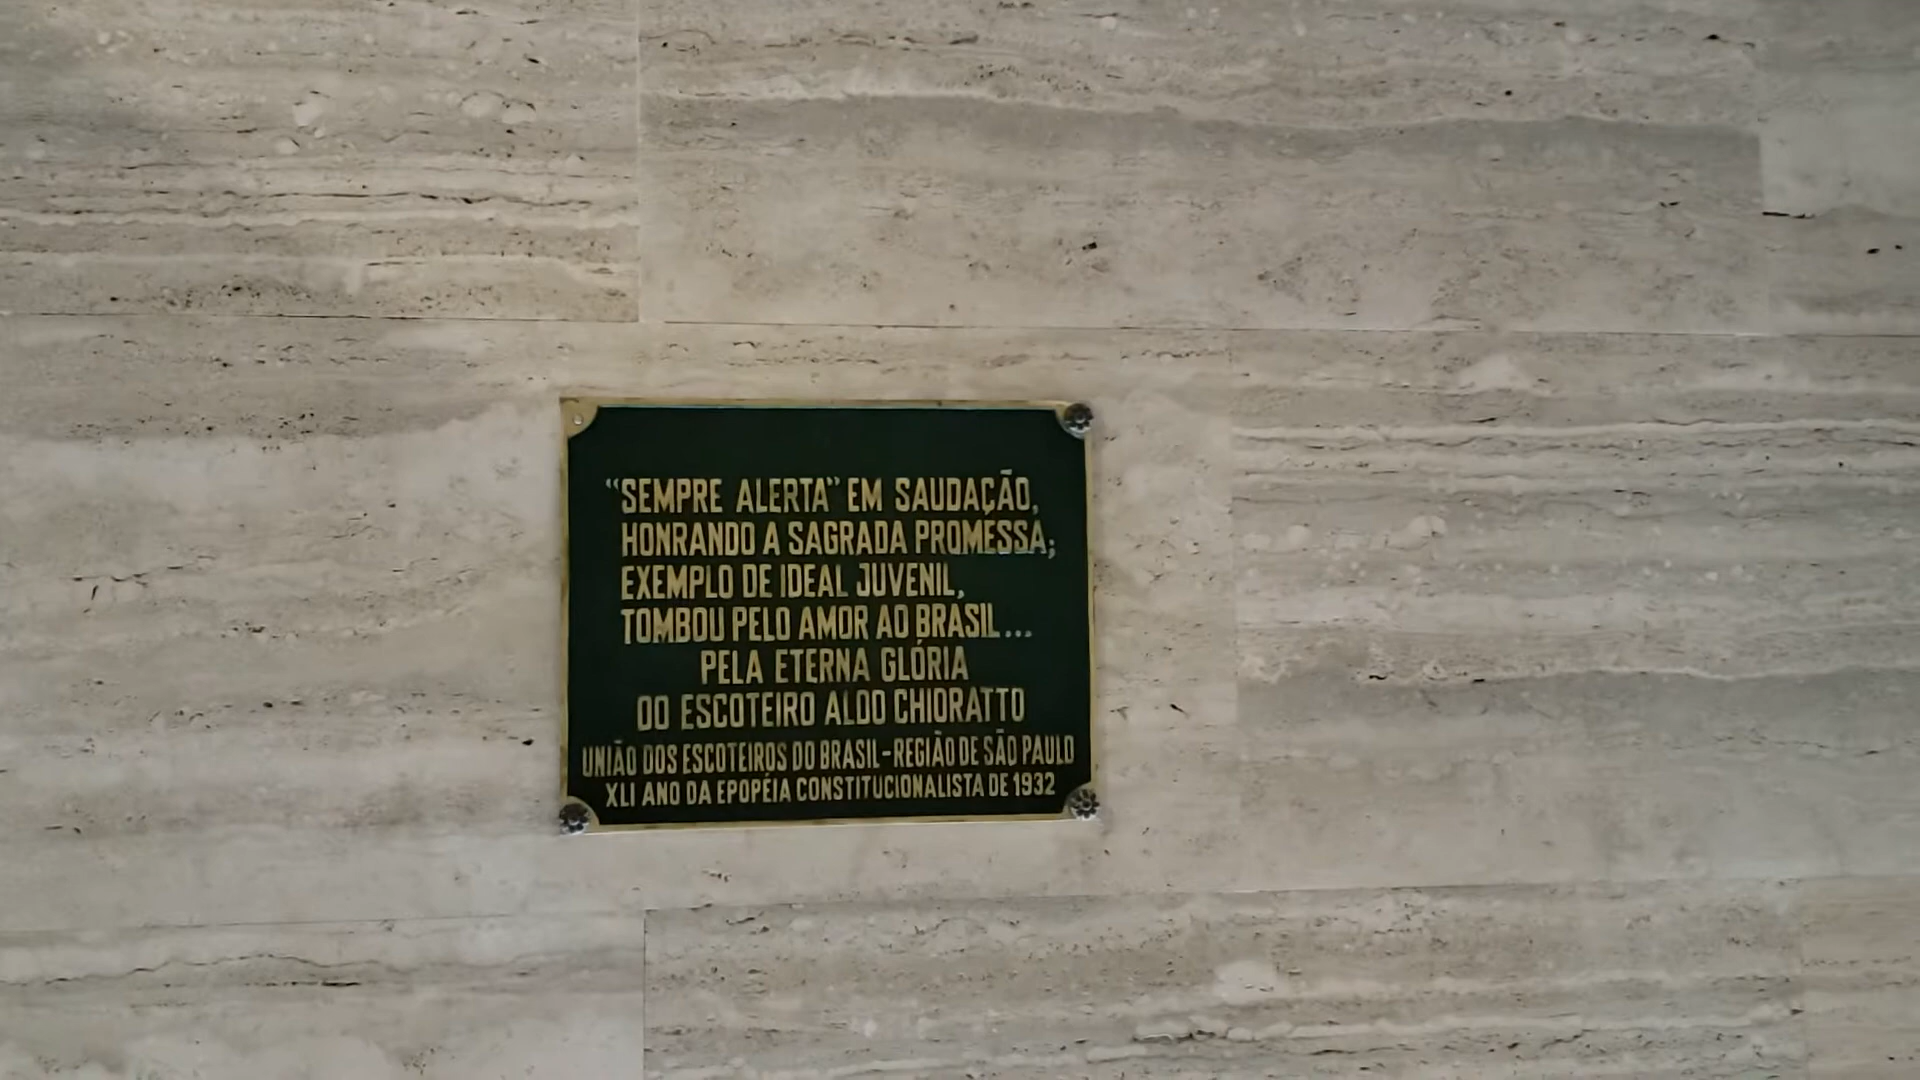 “SEMPRE ALERTA” EM SAUDAÇÃO,
HONRANDO A SAGRADA PROMESSA;
EXEMPLO DE IDEAL JUVENIL,
TOMBOU PELO AMOR AO BRASIL...
PELA ETERNA GLÓRIA
DO ESCOTEIRO ALDO CHIORATTO
UNIÃO DOS ESCOTEIROS DO BRASIL-REGIÃO DE SÃO PAULO
XLI ANO DA EPOPÉIA CONSTITUCIONALISTA DE 1932